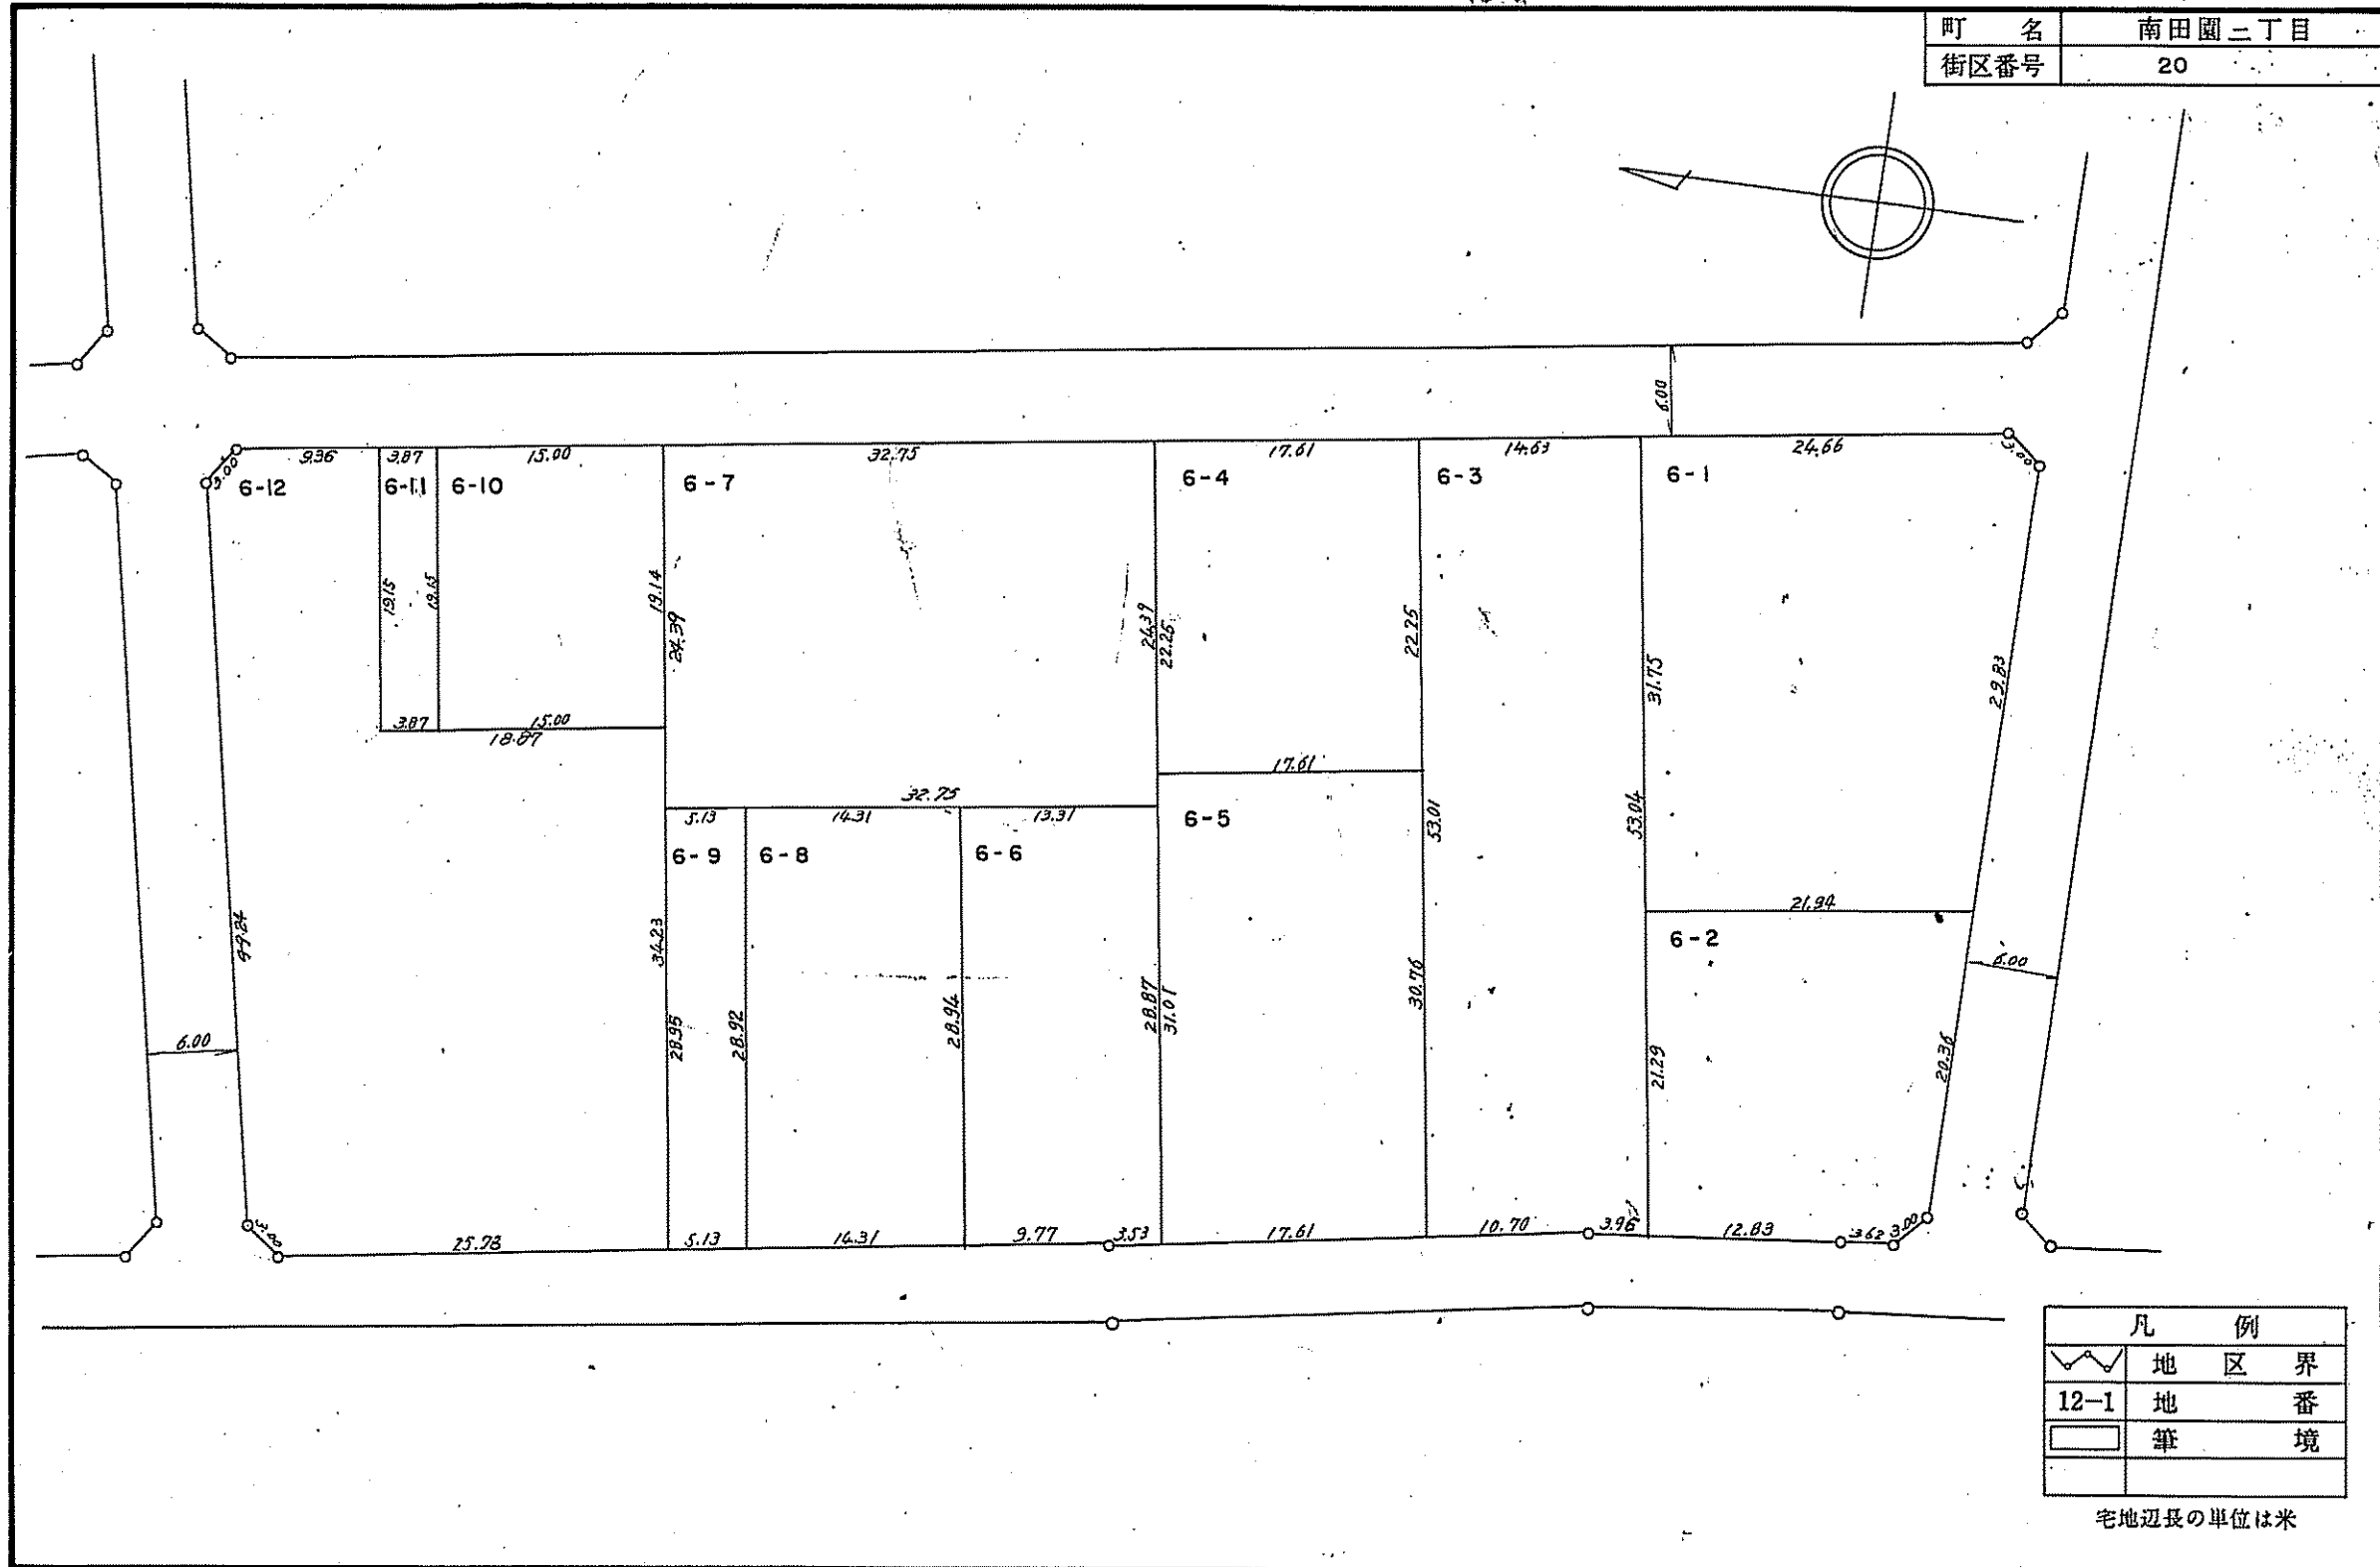 町 名 南田園二丁目
街区番号 20
6.00
9.36 3.87 15.00 32.75 17.61 14.63 24.66
3.00 3.00
6-12 6-11 6-10 6-7 6-4 6-3 6-1
19.15 19.15 19.14 24.39 24.39 22.25 22.25 31.75 29.83
3.87 15.00
18.87
17.61
32.75
5.13 14.31 13.31
6-5
53.01 53.04
6-9 6-8 6-6
21.94
6-2
34.23
6.00
28.95 28.92 28.94 28.87 31.01 30.76
6.00
21.29 20.36
3.00
25.98 5.13 14.31 9.77 3.53 17.61 10.70 3.96 12.83 3.62 3.00
凡 例
地 区 界
12-1 地 番
筆 境
宅地辺長の単位は米